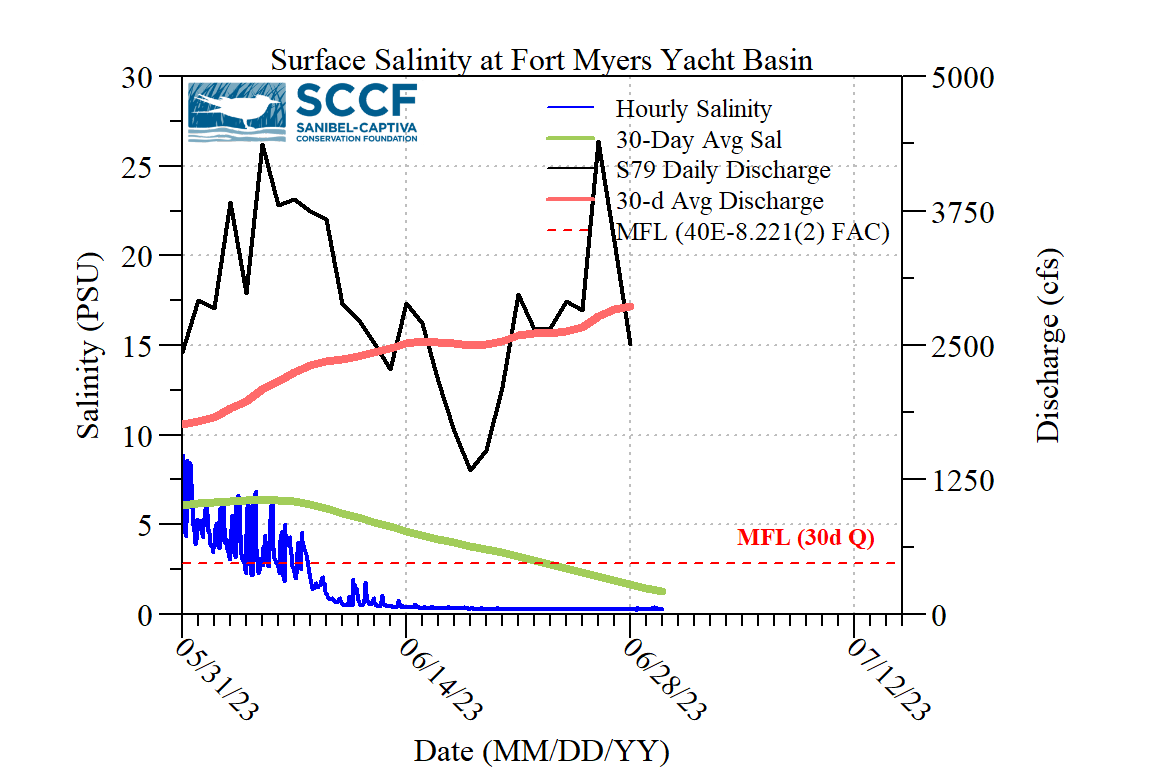 Surface Salinity at Fort Myers Yacht Basin
SCCF
SANIBEL-CAPTIVA
CONSERVATION FOUNDATION
Hourly Salinity
30-Day Avg Sal
S79 Daily Discharge
30-d Avg Discharge
MFL (40E-8.221(2) FAC)
Salinity (PSU)
30
25
20
15
10
5
0
5000
3750
2500
1250
0
Discharge (cfs)
MFL (30d Q)
05/31/23
06/14/23
06/28/23
07/12/23
Date (MM/DD/YY)